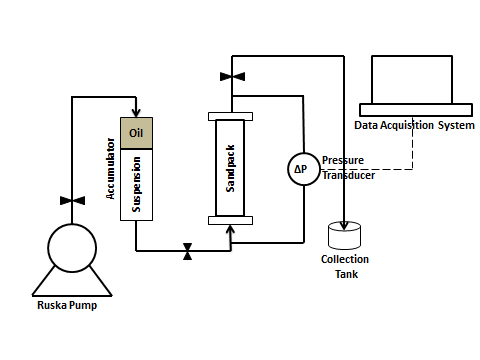 Oil
Accumulator
Suspension
Sandpack
ΔP
Pressure
Transducer
Data Acquisition System
Collection
Tank
Ruska Pump